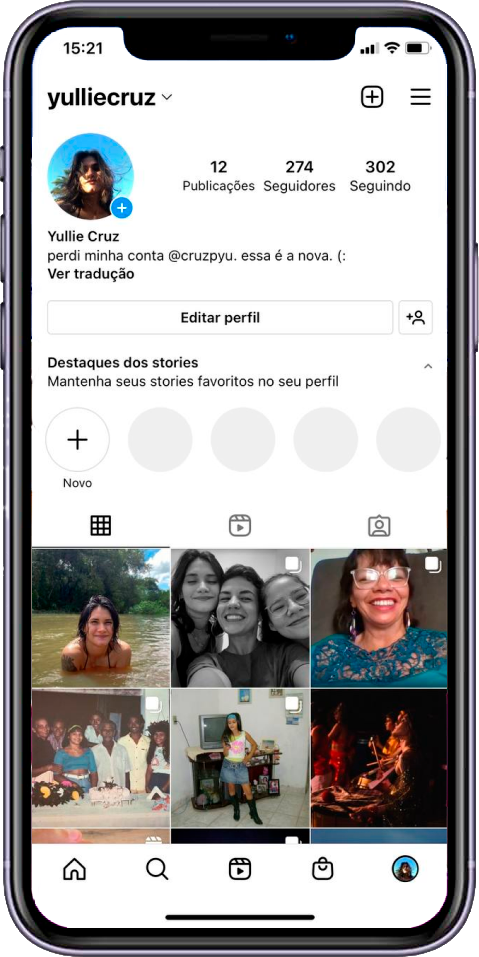 15:21
yulliecruz
12 274 302
Publicações Seguidores Seguindo
Yullie Cruz
perdi minha conta @cruzpyu. essa é a nova. (:
Ver tradução
Editar perfil
Destaques dos stories
Mantenha seus stories favoritos no seu perfil
Novo